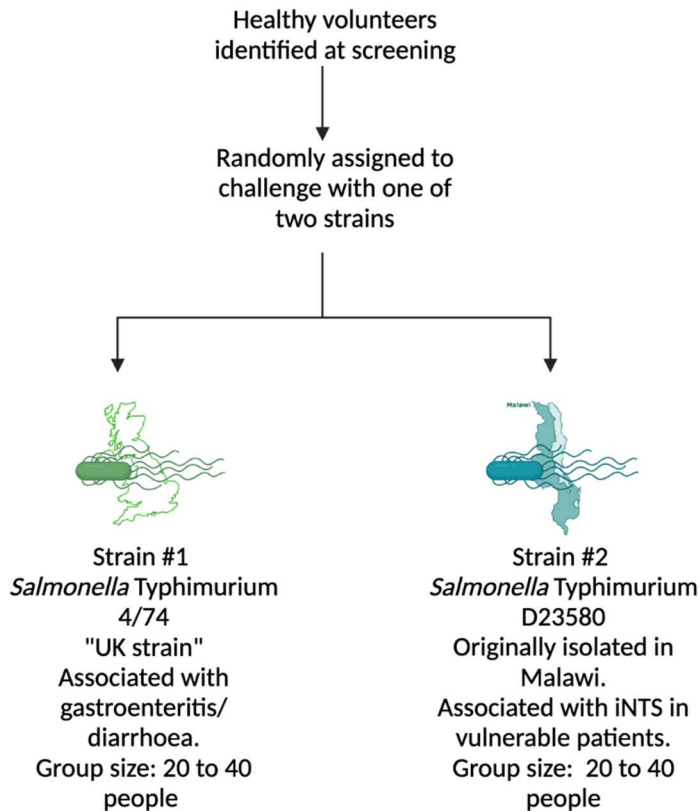 Healthy volunteers
identified at screening
Randomly assigned to
challenge with one of
two strains
Malawi
Strain #1
Salmonella Typhimurium
4/74
"UK strain"
Associated with
gastroenteritis/
diarrhoea.
Group size: 20 to 40
people
Strain #2
Salmonella Typhimurium
D23580
Originally isolated in
Malawi.
Associated with iNTS in
vulnerable patients.
Group size:  20 to 40
people